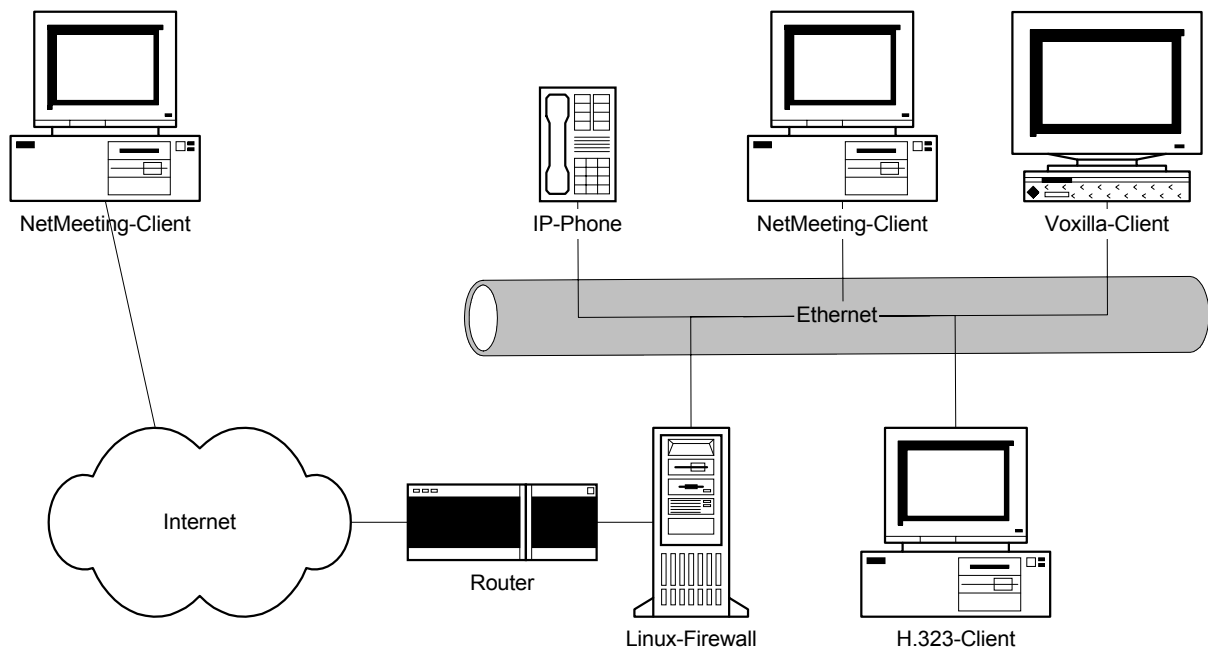 NetMeeting-Client
IP-Phone
NetMeeting-Client
Voxilla-Client
Ethernet
Internet
Router
Linux-Firewall
H.323-Client